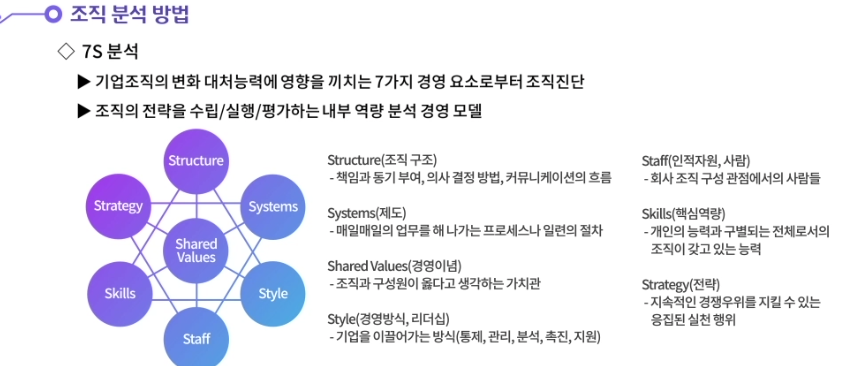 조직 분석 방법
◇ 7S 분석
▶ 기업조직의 변화 대처능력에 영향을 끼치는 7가지 경영 요소로부터 조직진단
▶ 조직의 전략을 수립/실행/평가하는 내부 역량 분석 경영 모델
Structure
Strategy
Systems
Shared
Values
Skills
Style
Staff
Structure(조직 구조)
- 책임과 동기 부여, 의사 결정 방법, 커뮤니케이션의 흐름
Systems(제도)
- 매일매일의 업무를 해 나가는 프로세스나 일련의 절차
Shared Values(경영이념)
- 조직과 구성원이 옳다고 생각하는 가치관
Style(경영방식, 리더십)
- 기업을 이끌어가는 방식(통제, 관리, 분석, 촉진, 지원)
Staff(인적자원, 사람)
- 회사 조직 구성 관점에서의 사람들
Skills(핵심역량)
- 개인의 능력과 구별되는 전체로서의
조직이 갖고 있는 능력
Strategy(전략)
- 지속적인 경쟁우위를 지킬 수 있는
응집된 실천 행위